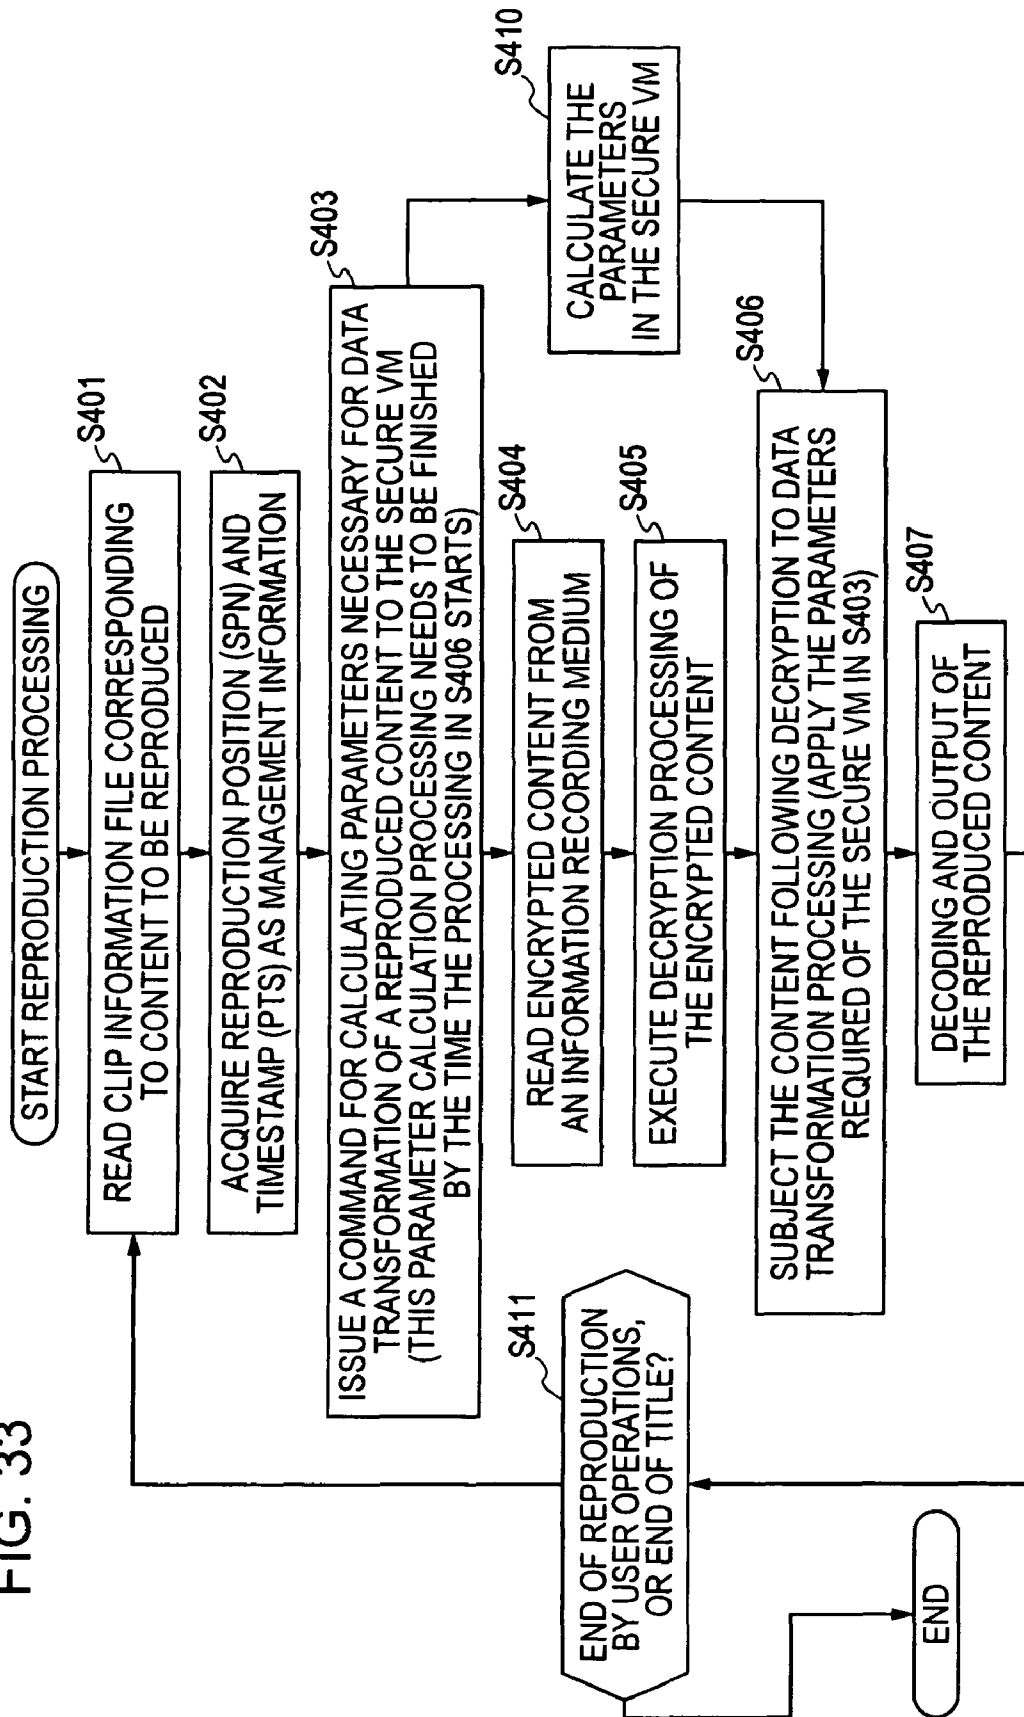 FIG. 33
START REPRODUCTION PROCESSING
S401
READ CLIP INFORMATION FILE CORRESPONDING
TO CONTENT TO BE REPRODUCED
S402
ACQUIRE REPRODUCTION POSITION (SPN) AND
TIMESTAMP (PTS) AS MANAGEMENT INFORMATION
S403
ISSUE A COMMAND FOR CALCULATING PARAMETERS NECESSARY FOR DATA
TRANSFORMATION OF A REPRODUCED CONTENT TO THE SECURE VM
(THIS PARAMETER CALCULATION PROCESSING NEEDS TO BE FINISHED
BY THE TIME THE PROCESSING IN S406 STARTS)
S410
CALCULATE THE
PARAMETERS
IN THE SECURE VM
S404
READ ENCRYPTED CONTENT FROM
AN INFORMATION RECORDING MEDIUM
S405
EXECUTE DECRYPTION PROCESSING OF
THE ENCRYPTED CONTENT
S406
SUBJECT THE CONTENT FOLLOWING DECRYPTION TO DATA
TRANSFORMATION PROCESSING (APPLY THE PARAMETERS
REQUIRED OF THE SECURE VM IN S403)
S407
DECODING AND OUTPUT OF
THE REPRODUCED CONTENT
S411
END OF REPRODUCTION
BY USER OPERATIONS,
OR END OF TITLE?
END